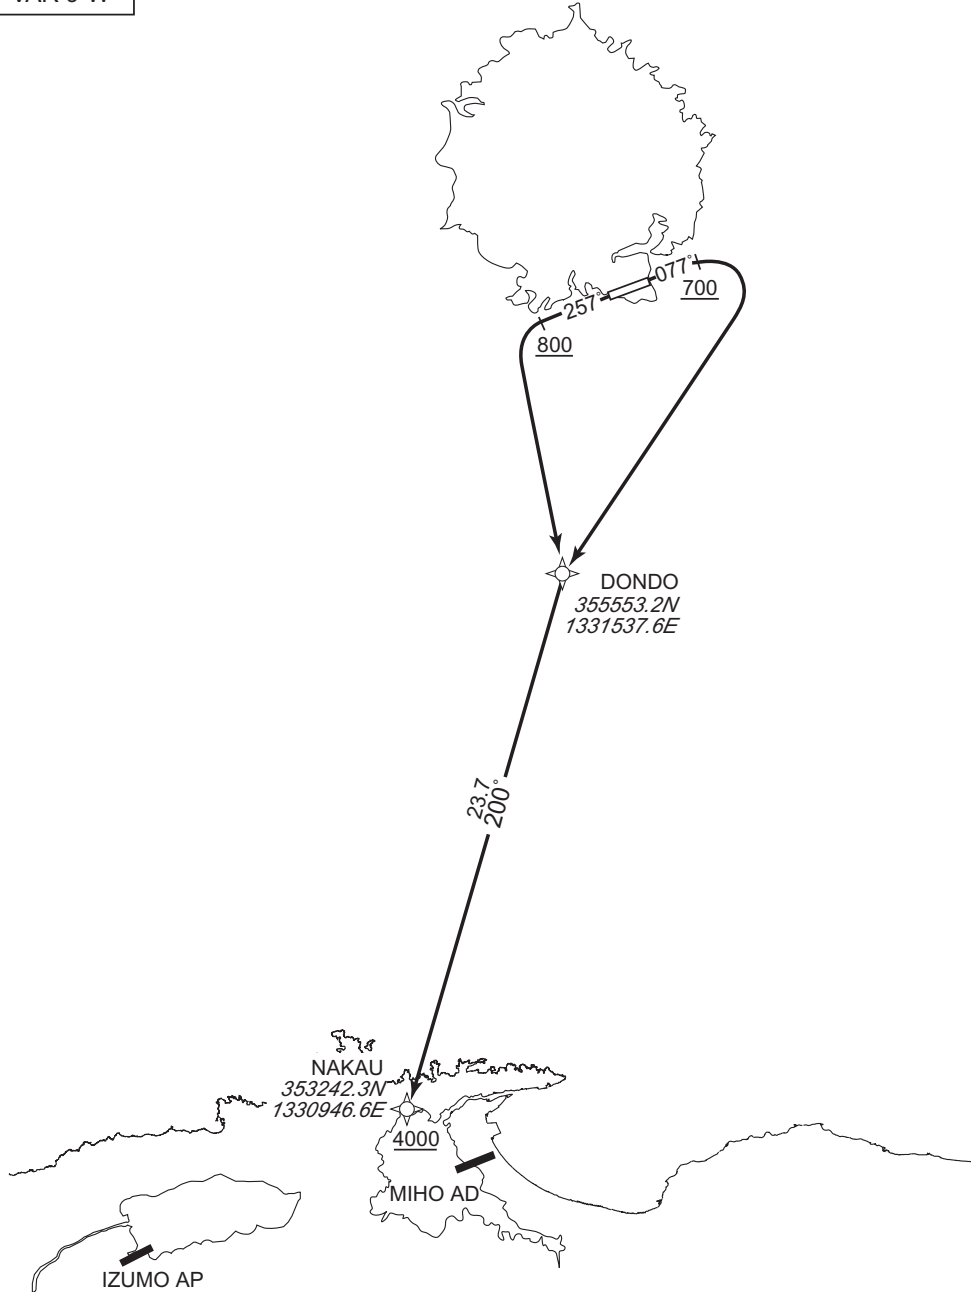 077°
700
257°
800
DONDO
355553.2N
1331537.6E
23.7
200°
NAKAU
353242.3N
1330946.6E
4000
MIHO AD
IZUMO AP